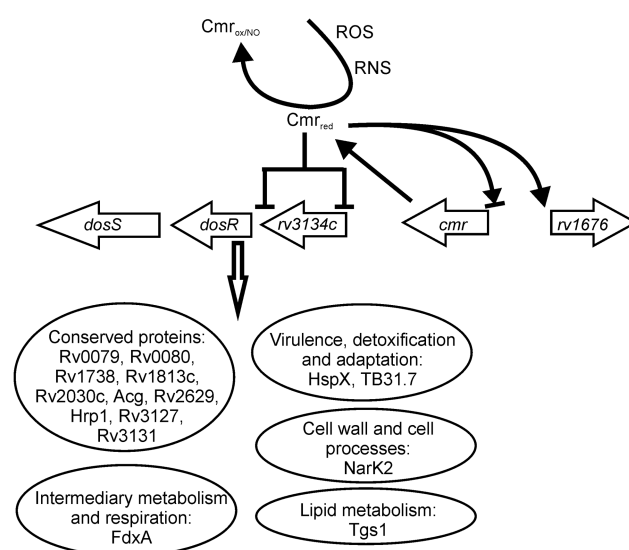 Cmrox/NO
ROS
RNS
Cmrred
dosS
dosR
rv3134c
cmr
rv1676
Conserved proteins:
Rv0079, Rv0080,
Rv1738, Rv1813c,
Rv2030c, Acg, Rv2629,
Hrp1, Rv3127,
Rv3131
Virulence, detoxification
and adaptation:
HspX, TB31.7
Cell wall and cell
processes:
NarK2
Intermediary metabolism
and respiration:
FdxA
Lipid metabolism:
Tgs1